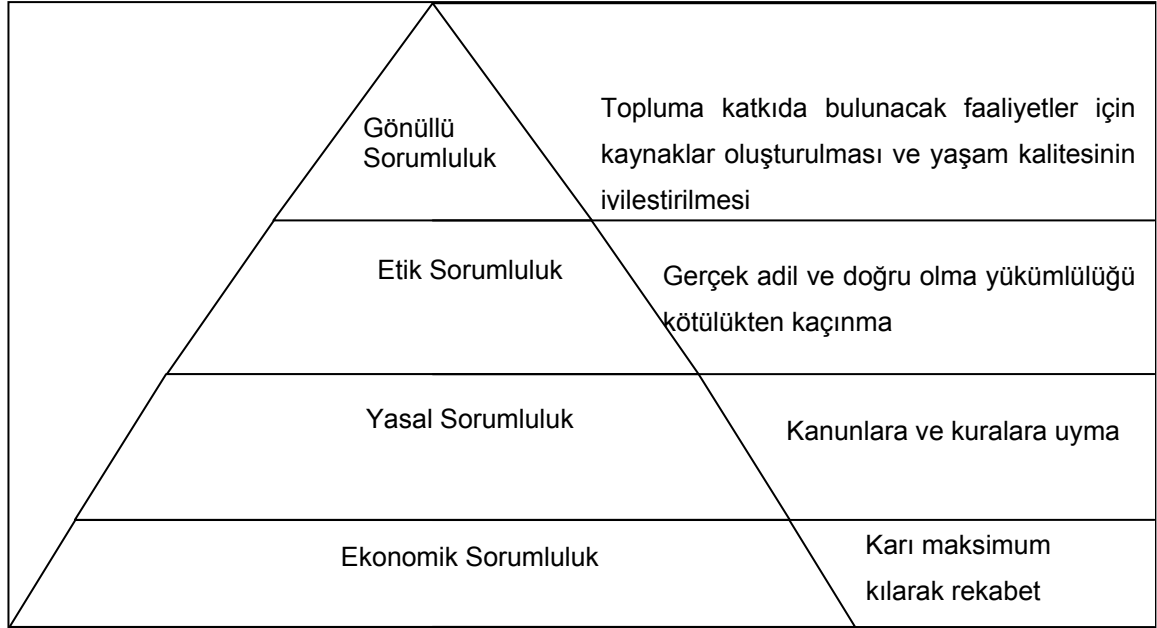 Gönüllü
Sorumluluk
Topluma katkıda bulunacak faaliyetler için
kaynaklar oluşturulması ve yaşam kalitesinin
ivilestirilmesi
Etik Sorumluluk
Gerçek adil ve doğru olma yükümlülüğü
kötülükten kaçınma
Yasal Sorumluluk
Kanunlara ve kuralara uyma
Ekonomik Sorumluluk
Karı maksimum
kılarak rekabet